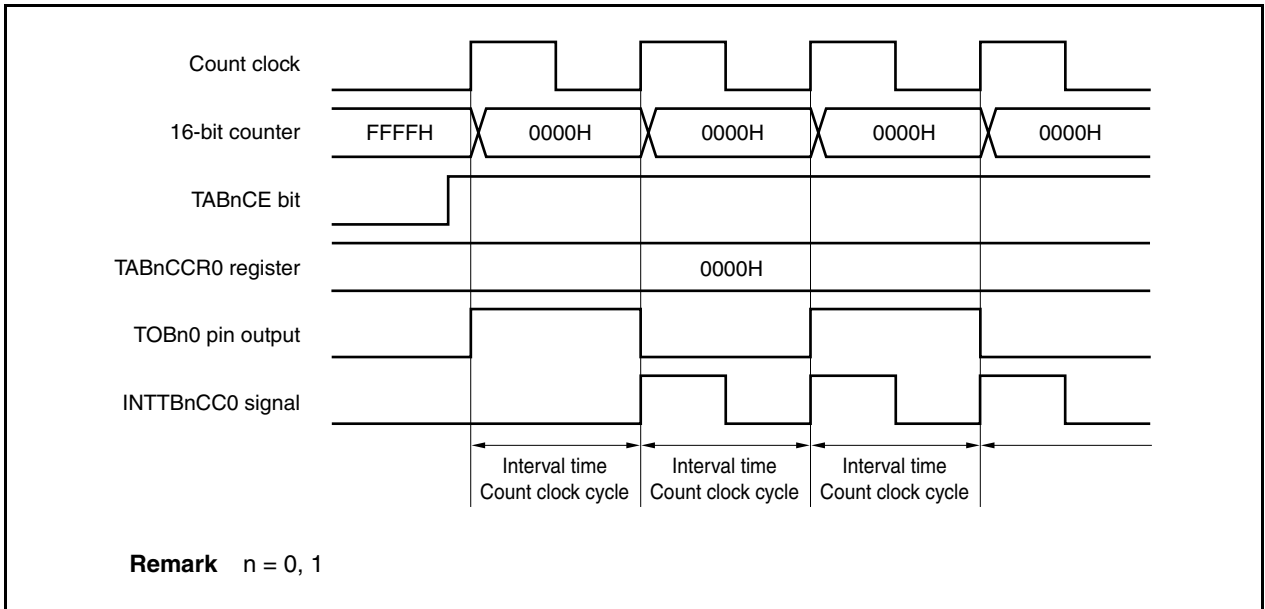 Count clock
16-bit counter FFFFH 0000H 0000H 0000H 0000H
TABnCE bit
TABnCCR0 register 0000H
TOBn0 pin output
INTTBnCC0 signal
Interval time Interval time Interval time
Count clock cycle Count clock cycle Count clock cycle
Remark n = 0, 1